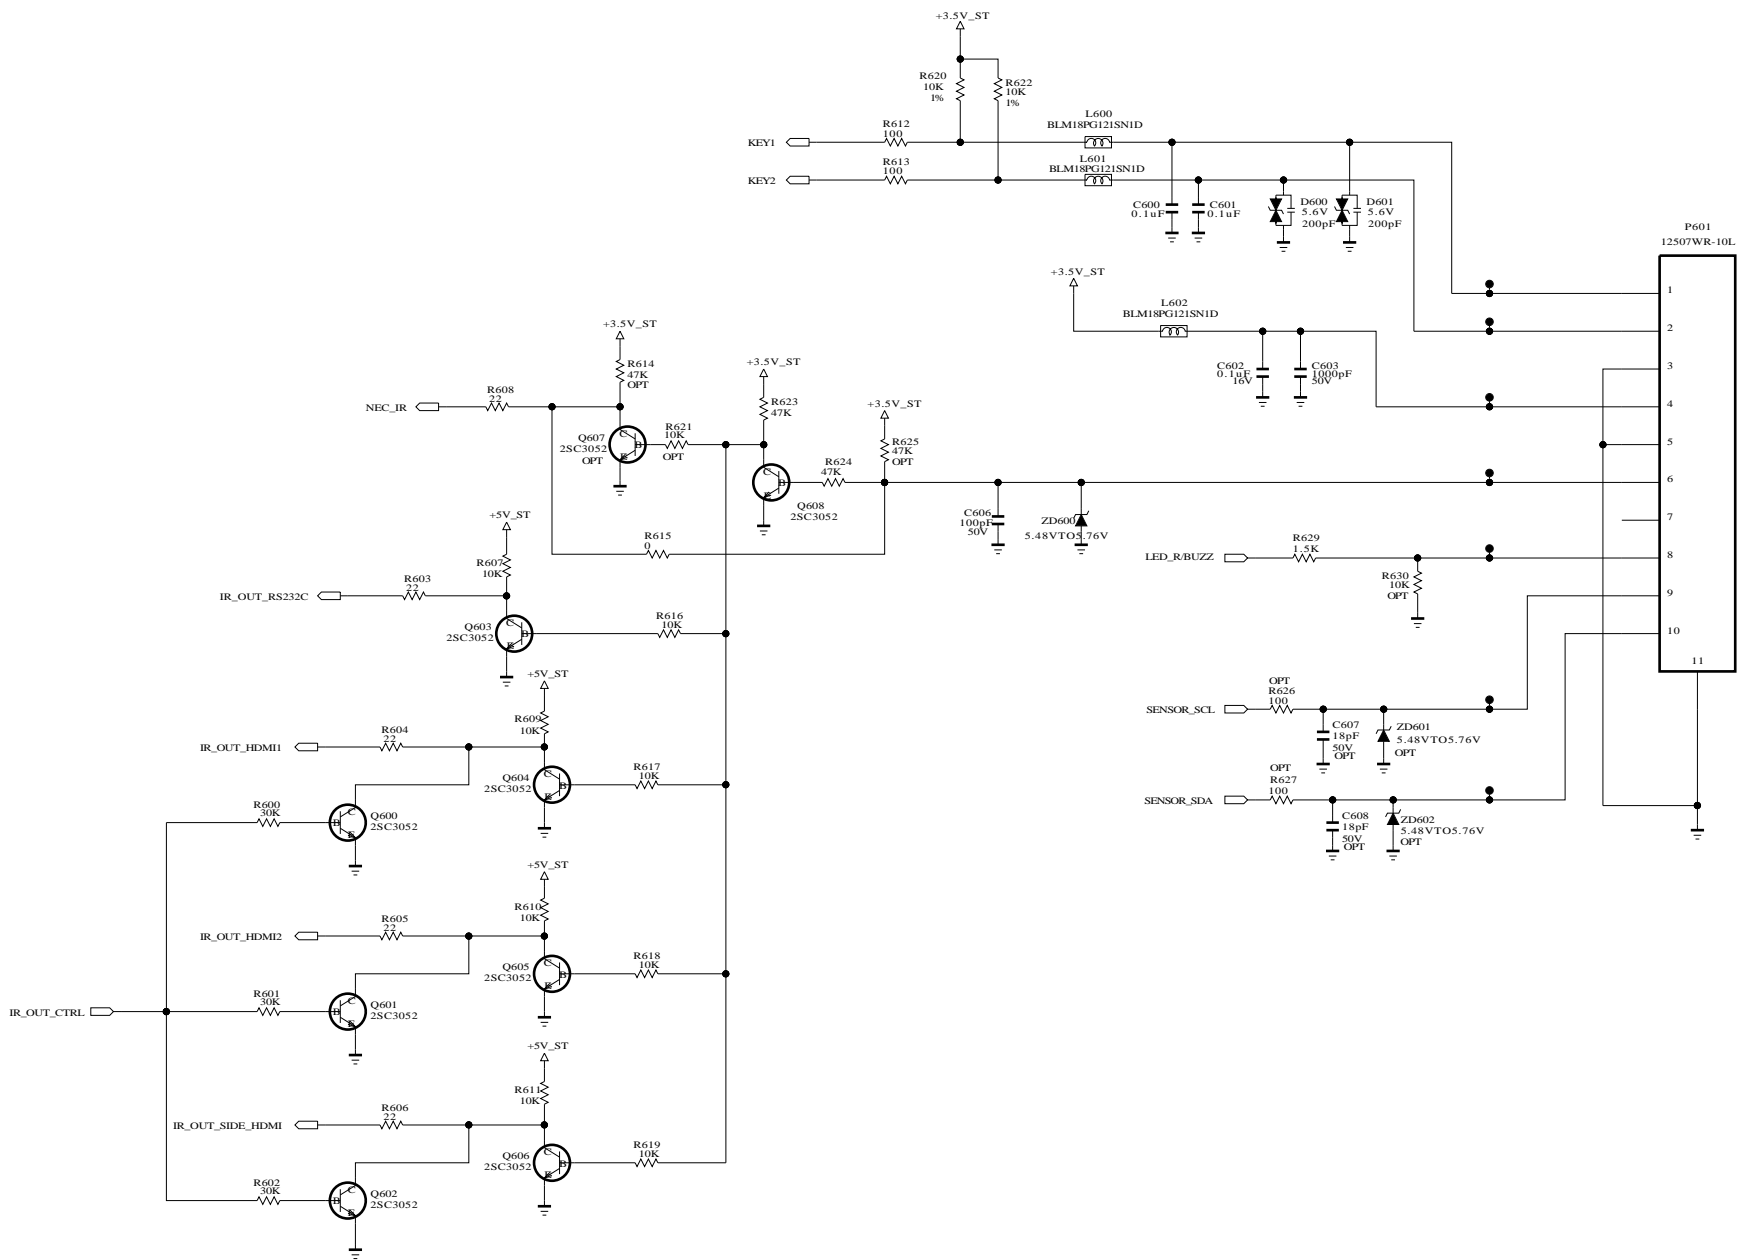 +3.5V_ST
R620
10K
1%
R622
10K
1%
L600
BLM18PG121SN1D
R612
100
KEY1
L601
BLM18PG121SN1D
R613
100
KEY2
C600
0.1uF
C601
0.1uF
D600
5.6V
200pF
D601
5.6V
200pF
P601
12507WR-10L
1
2
3
4
5
6
7
8
9
10
11
+3.5V_ST
L602
BLM18PG121SN1D
C602
0.1uF
16V
C603
1000pF
50V
+3.5V_ST
R614
47K
OPT
R608
22
NEC_IR
Q607
2SC3052
OPT
C
B
E
R621
10K
OPT
+3.5V_ST
R623
47K
+3.5V_ST
R625
47K
OPT
R624
47K
C
B
E
Q608
2SC3052
C606
100pF
50V
ZD600
5.48VTO5.76V
R615
0
LED_R/BUZZ
R629
1.5K
R630
10K
OPT
+5V_ST
R607
10K
R603
22
IR_OUT_RS232C
Q603
2SC3052
C
B
E
R616
10K
+5V_ST
R609
10K
R604
22
IR_OUT_HDMI1
Q604
2SC3052
C
B
E
R617
10K
R600
30K
B
C
E
Q600
2SC3052
OPT
R626
100
SENSOR_SCL
C607
18pF
50V
OPT
ZD601
5.48VTO5.76V
OPT
OPT
R627
100
SENSOR_SDA
C608
18pF
50V
OPT
ZD602
5.48VTO5.76V
OPT
+5V_ST
R610
10K
R605
22
IR_OUT_HDMI2
Q605
2SC3052
C
B
E
R618
10K
R601
30K
IR_OUT_CTRL
B
C
E
Q601
2SC3052
+5V_ST
R611
10K
R606
22
IR_OUT_SIDE_HDMI
Q606
2SC3052
C
B
E
R619
10K
R602
30K
B
C
E
Q602
2SC3052